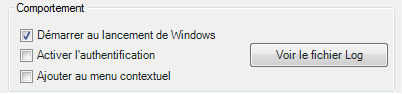 Comportement
Démarrer au lancement de Windows
Activer l'authentification
Voir le fichier Log
Ajouter au menu contextuel